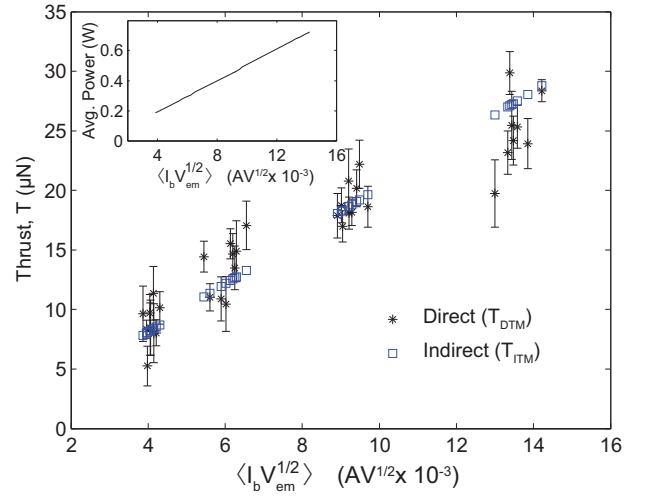 35
30
25
20
15
10
5
0
Thrust, T (μN)
2 4 6 8 10 12 14 16
⟨I_b V_em^1/2⟩ (AV^1/2 x 10^-3)
0.6
0.4
0.2
0
Avg. Power (W)
4 8 12 16
⟨I_b V_em^1/2⟩ (AV^1/2 x 10^-3)
Direct (T_DTM)
Indirect (T_ITM)